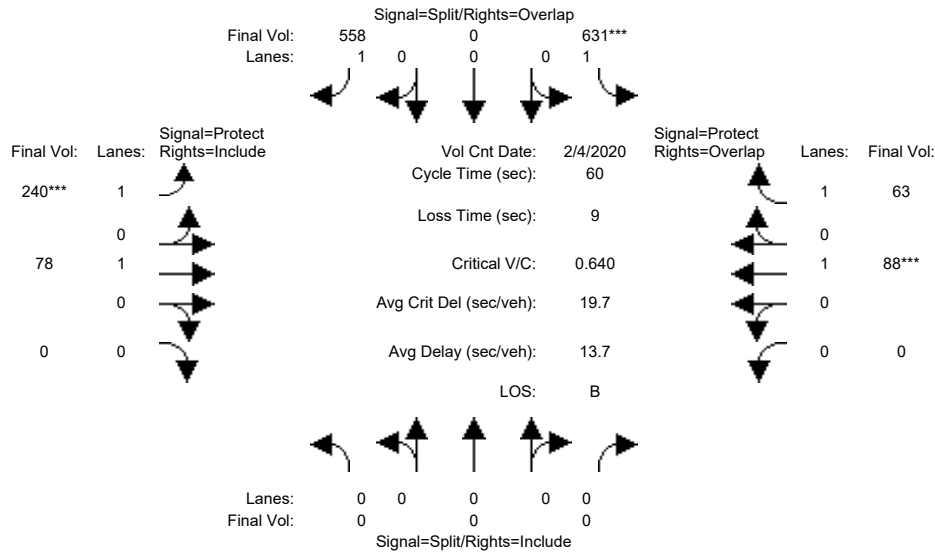 Signal=Split/Rights=Overlap
Final Vol: 558 0 631***
Lanes: 1 0 0 0 1
Signal=Protect Signal=Protect
Final Vol: Lanes: Rights=Include Vol Cnt Date: 2/4/2020 Rights=Overlap Lanes: Final Vol:
Cycle Time (sec): 60
240*** 1 1 63
Loss Time (sec): 9
0 0
78 1 Critical V/C: 0.640 1 88***
0 Avg Crit Del (sec/veh): 19.7 0
0 0 Avg Delay (sec/veh): 13.7 0 0
LOS: B
Lanes: 0 0 0 0 0
Final Vol: 0 0 0
Signal=Split/Rights=Include